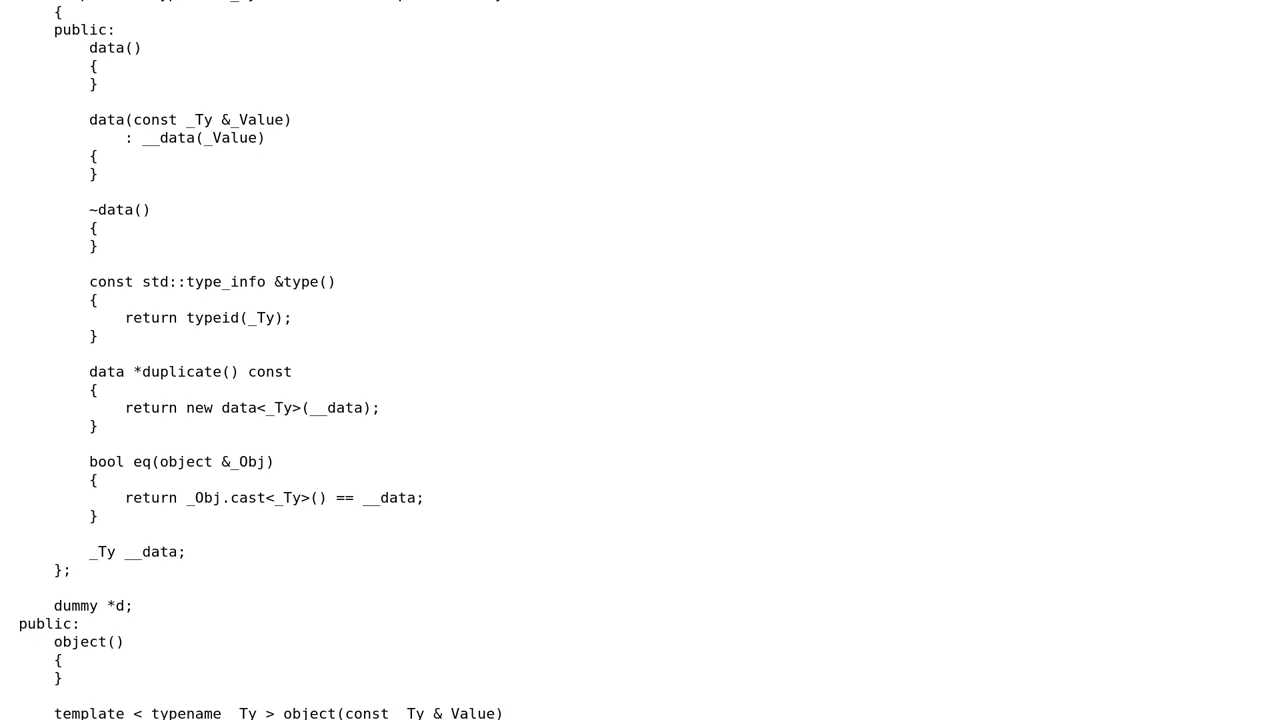 {
public:
data()
{
}
data(const _Ty &_Value)
: __data(_Value)
{
}
~data()
{
}
const std::type_info &type()
{
return typeid(_Ty);
}
data *duplicate() const
{
return new data<_Ty>(__data);
}
bool eq(object &_Obj)
{
return _Obj.cast<_Ty>() == __data;
}
_Ty __data;
};
dummy *d;
public:
object()
{
}
template < typename _Ty > object(const _Ty &_Value)